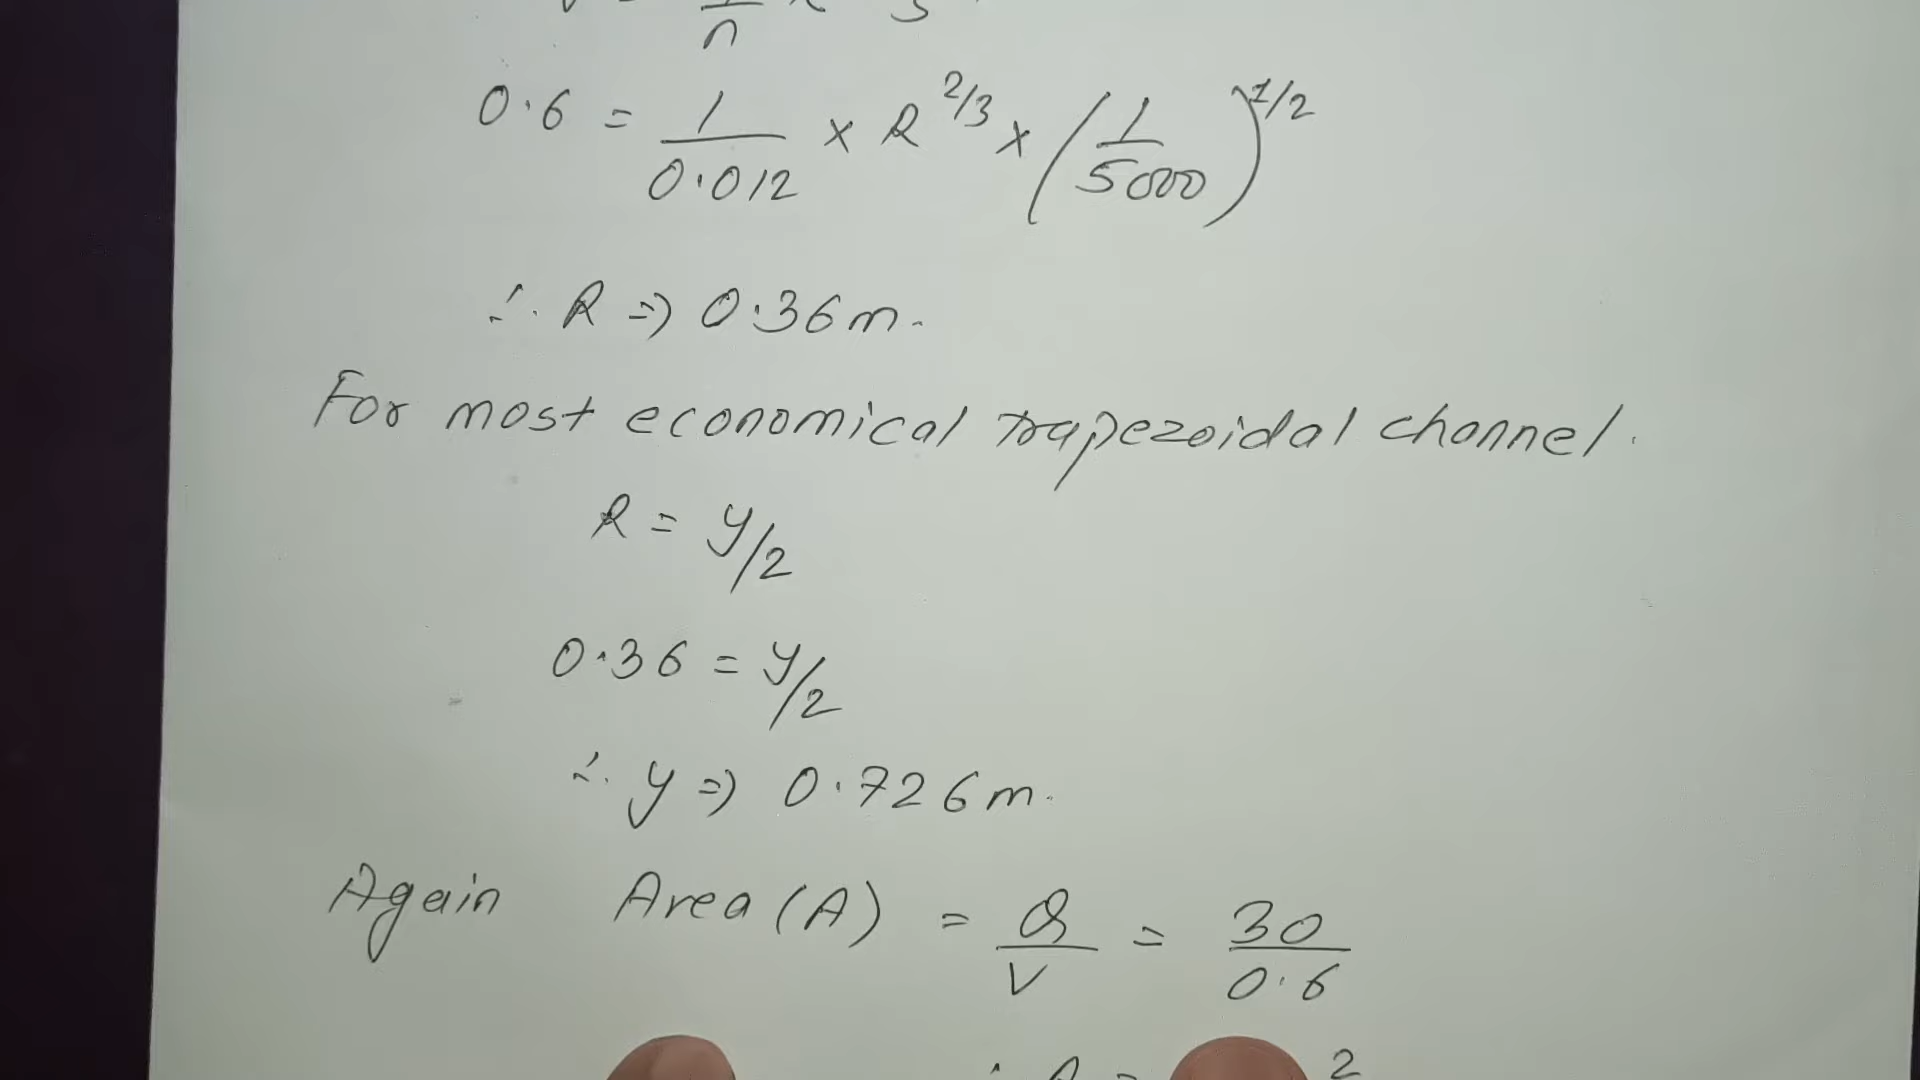 n
0.6 = 1/0.012 × R^2/3 × (1/5000)^1/2
∴ R ⇒ 0.36m.
For most economical trapezoidal channel.
R = y/2
0.36 = y/2
∴ y ⇒ 0.726m.
Again Area (A) = Q/V = 30/0.6
2